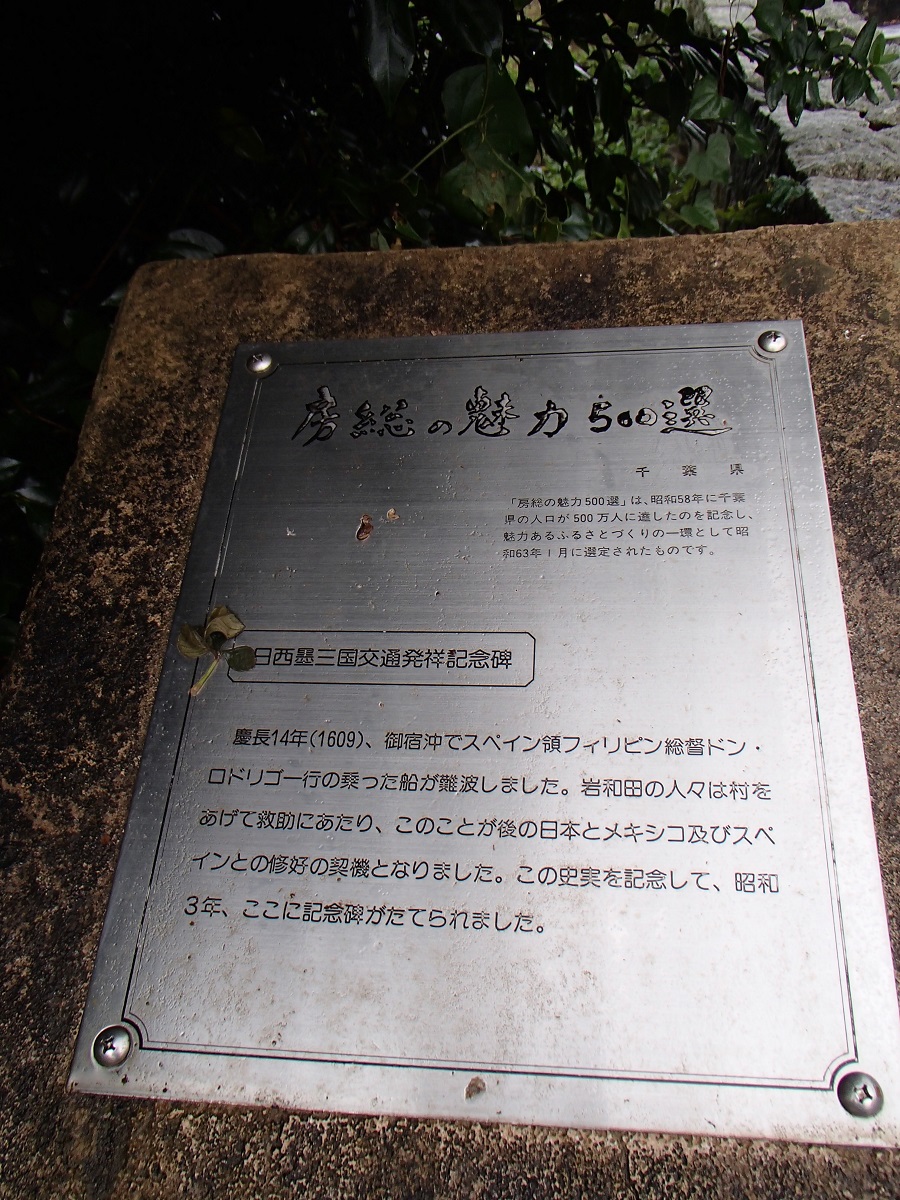 房総の魅力500選
千葉県
「房総の魅力500選」は、昭和58年に千葉
県の人口が500万人に達したのを記念し、
魅力あるふるさとづくりの一環として昭
和63年1月に選定されたものです。
日西墨三国交通発祥記念碑
慶長14年(1609)、御宿沖でスペイン領フィリピン総督ドン・
ロドリゴ一行の乗った船が難波しました。岩和田の人々は村を
あげて救助にあたり、このことが後の日本とメキシコ及びスペ
インとの修好の契機となりました。この史実を記念して、昭和
3年、ここに記念碑がたてられました。